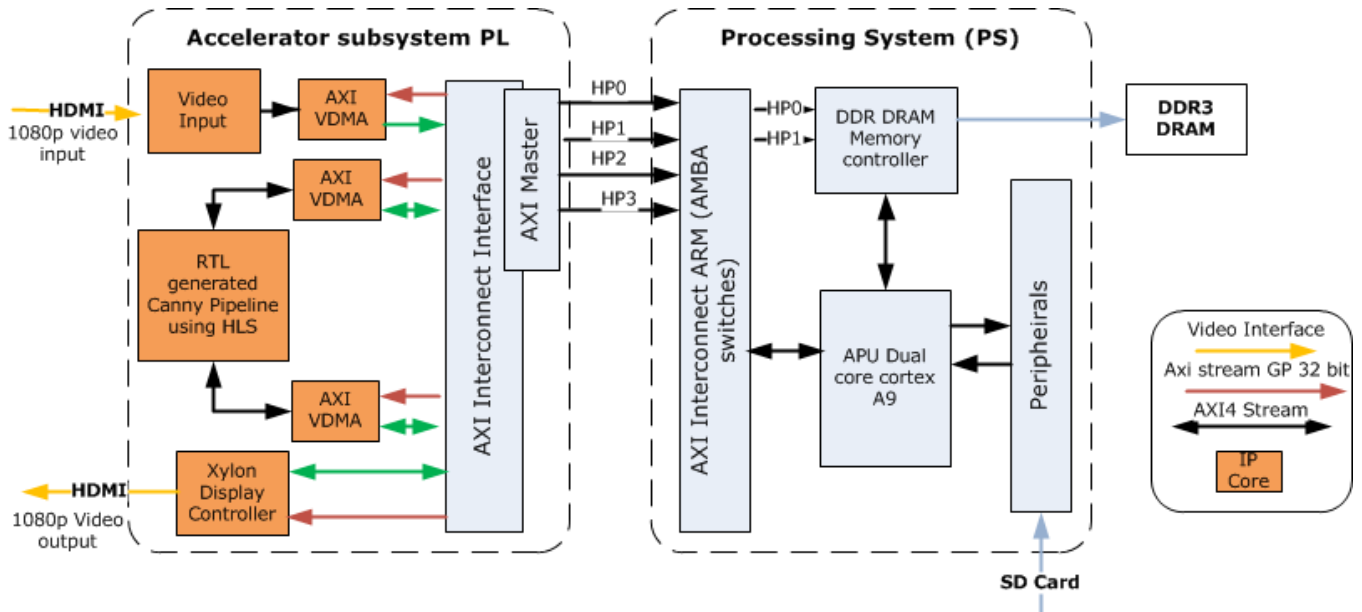 Accelerator subsystem PL
HDMI
1080p video
input
Video
Input
AXI
VDMA
AXI
VDMA
RTL
generated
Canny Pipeline
using HLS
AXI
VDMA
Xylon
Display
Controller
HDMI
1080p Video
output
AXI Interconnect Interface
AXI Master
HP0
HP1
HP2
HP3
Processing System (PS)
AXI Interconnect ARM (AMBA
switches)
HP0
HP1
DDR DRAM
Memory
controller
APU Dual
core cortex
A9
Peripheirals
DDR3
DRAM
SD Card
Video Interface
Axi stream GP 32 bit
AXI4 Stream
IP
Core